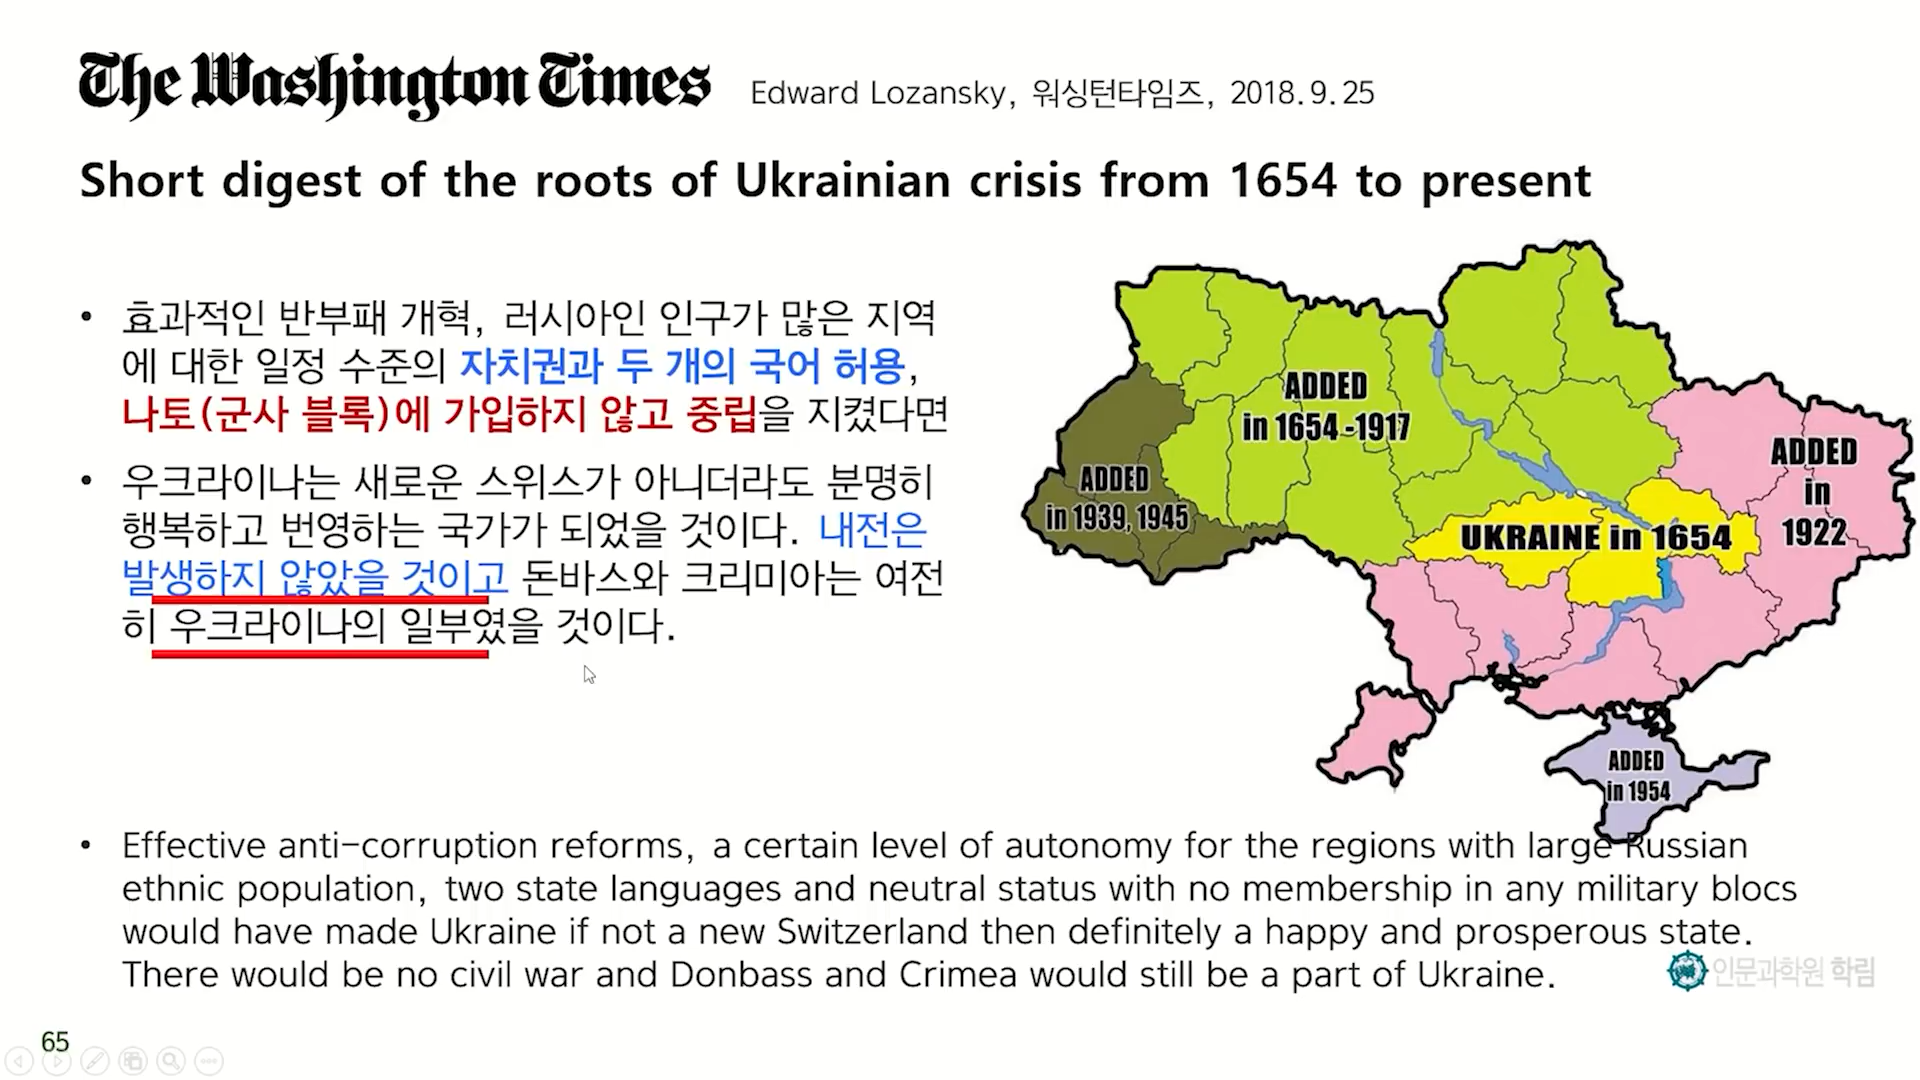 The Washington Times
Edward Lozansky, 워싱턴타임즈, 2018.9.25
Short digest of the roots of Ukrainian crisis from 1654 to present
• 효과적인 반부패 개혁, 러시아인 인구가 많은 지역
에 대한 일정 수준의 자치권과 두 개의 국어 허용,
나토(군사 블록)에 가입하지 않고 중립을 지켰다면
• 우크라이나는 새로운 스위스가 아니더라도 분명히
행복하고 번영하는 국가가 되었을 것이다. 내전은
발생하지 않았을 것이고 돈바스와 크리미아는 여전
히 우크라이나의 일부였을 것이다.
ADDED
in 1654-1917
ADDED
in 1939, 1945
UKRAINE in 1654
ADDED
in
1922
ADDED
in 1954
• Effective anti-corruption reforms, a certain level of autonomy for the regions with large Russian
ethnic population, two state languages and neutral status with no membership in any military blocs
would have made Ukraine if not a new Switzerland then definitely a happy and prosperous state.
There would be no civil war and Donbass and Crimea would still be a part of Ukraine.
인문과학원 학림
65